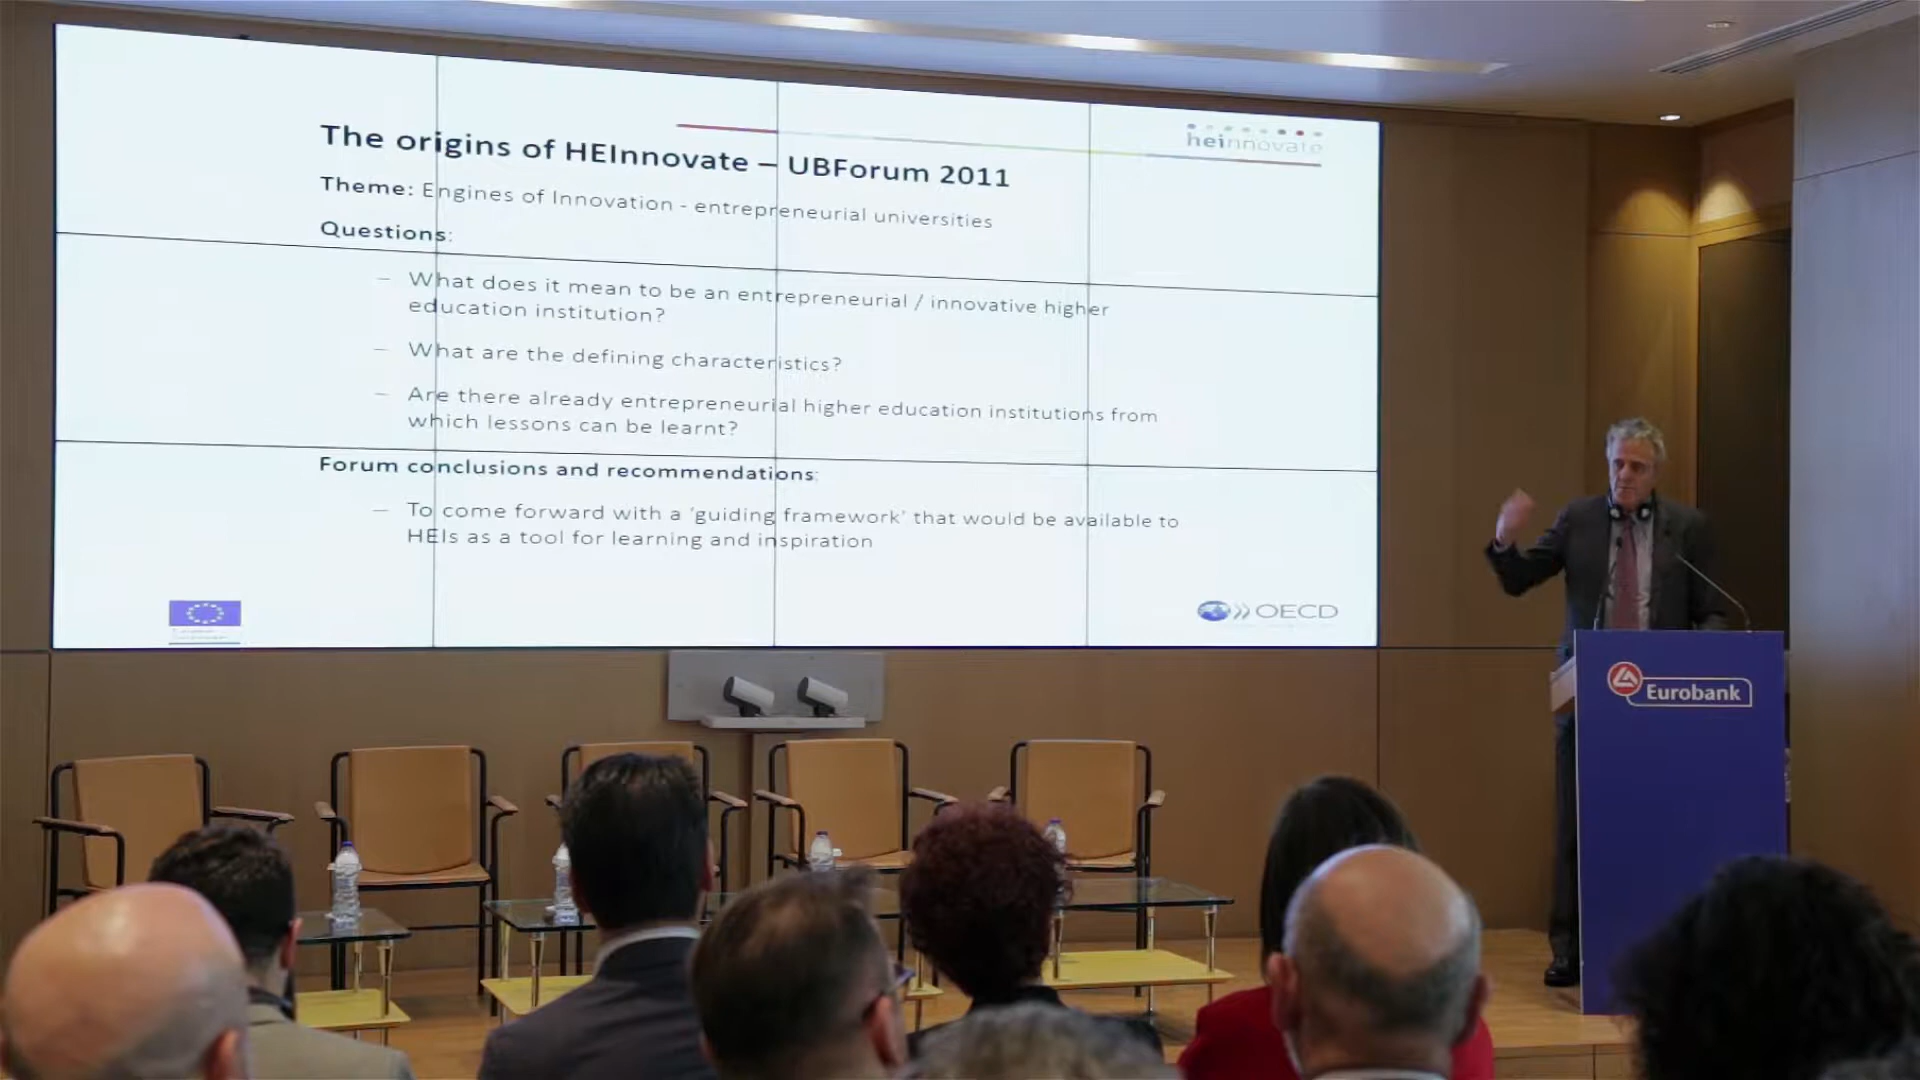 heinnovate
The origins of HEInnovate – UBForum 2011
Theme: Engines of Innovation - entrepreneurial universities
Questions:
– What does it mean to be an entrepreneurial / innovative higher
education institution?
– What are the defining characteristics?
– Are there already entrepreneurial higher education institutions from
which lessons can be learnt?
Forum conclusions and recommendations:
– To come forward with a ‘guiding framework’ that would be available to
HEIs as a tool for learning and inspiration
OECD
Eurobank